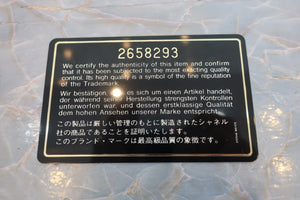 2658293
We certify the authenticity of this item and confirm
that it has been subjected to the most exacting quality
control. Its high quality is a symbol of the fine reputation
of the Trademark.
Wir bestätigen, daß es sich um einen Artikel handelt,
der während seiner Herstellung strengsten Kontrollen
unterworfen war, und dessen erstklassige Qualität
dem hohen Ansehen unserer Marke entspricht.
この製品は厳しい管理のもとに製造されたシャネル
社の商品であることを証明いたします。
このブランド・マークは最高級品質の象徴です。